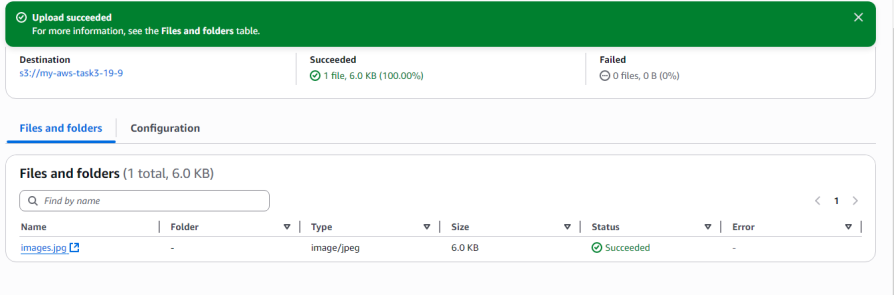 Upload succeeded
For more information, see the Files and folders table.
Destination Succeeded Failed
s3://my-aws-task3-19-9 1 file, 6.0 KB (100.00%) 0 files, 0 B (0%)
Files and folders Configuration
Files and folders (1 total, 6.0 KB)
Find by name
1
Name Folder Type Size Status Error
images.jpg - image/jpeg 6.0 KB Succeeded -